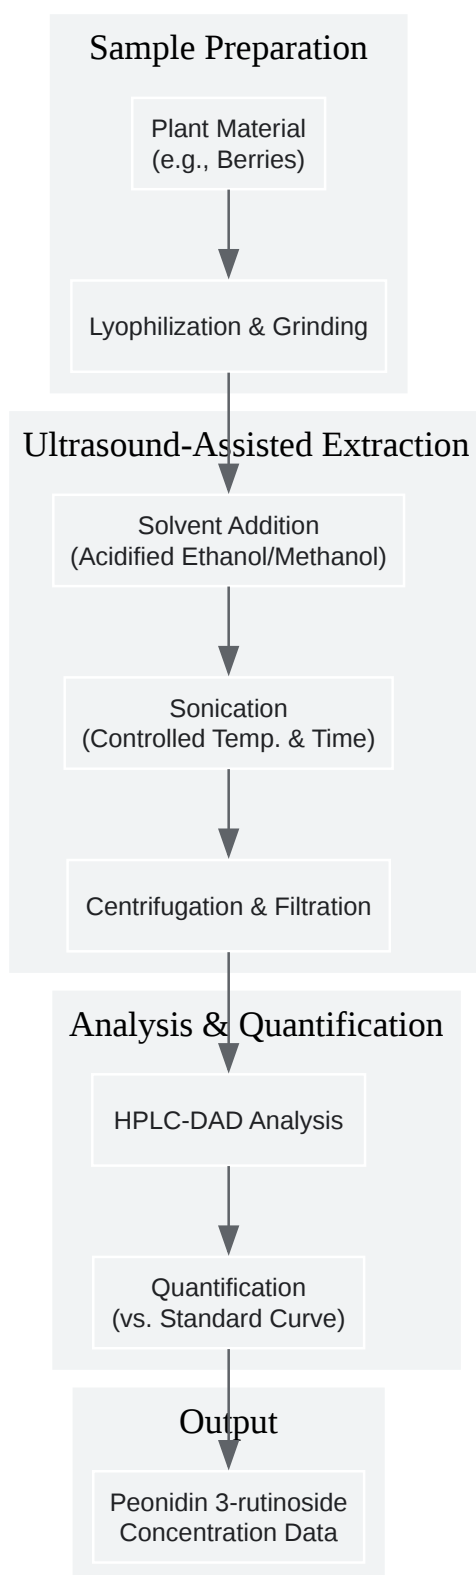 Sample Preparation
Plant Material
(e.g., Berries)
Lyophilization & Grinding
Ultrasound-Assisted Extraction
Solvent Addition
(Acidified Ethanol/Methanol)
Sonication
(Controlled Temp. & Time)
Centrifugation & Filtration
Analysis & Quantification
HPLC-DAD Analysis
Quantification
(vs. Standard Curve)
Output
Peonidin 3-rutinoside
Concentration Data